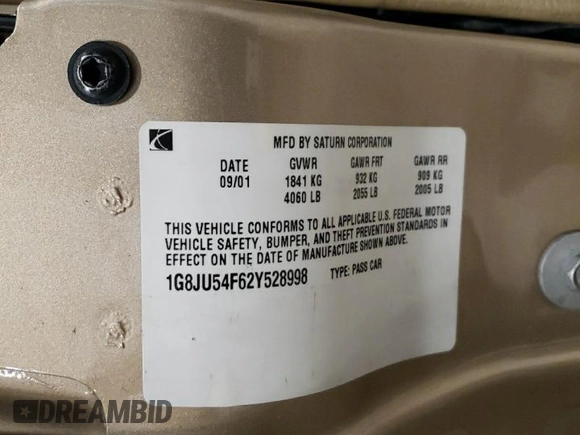 MFD BY SATURN CORPORATION
DATE GVWR GAWR FRT GAWR RR
09/01 1841 KG 932 KG 909 KG
4060 LB 2055 LB 2005 LB
THIS VEHICLE CONFORMS TO ALL APPLICABLE U.S. FEDERAL MOTOR
VEHICLE SAFETY, BUMPER, AND THEFT PREVENTION STANDARDS IN
EFFECT ON THE DATE OF MANUFACTURE SHOWN ABOVE.
1G8JU54F62Y528998 TYPE: PASS CAR
DREAMBID